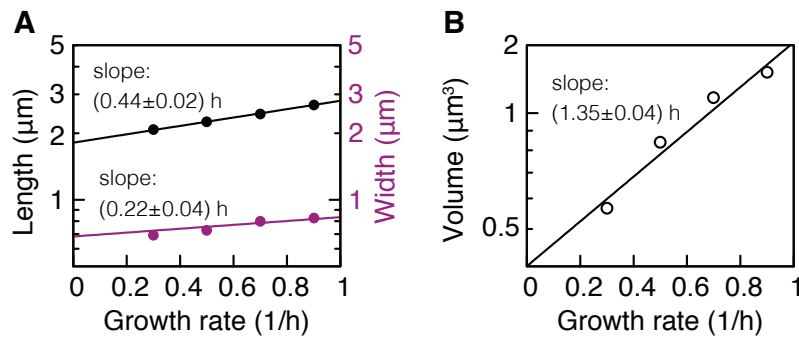 A
B
5
3
2
1
5
3
2
1
slope:
(0.44±0.02) h
slope:
(0.22±0.04) h
Length (μm)
Width (μm)
0 0.2 0.4 0.6 0.8 1
Growth rate (1/h)
2
1
0.5
slope:
(1.35±0.04) h
Volume (μm³)
0 0.2 0.4 0.6 0.8 1
Growth rate (1/h)